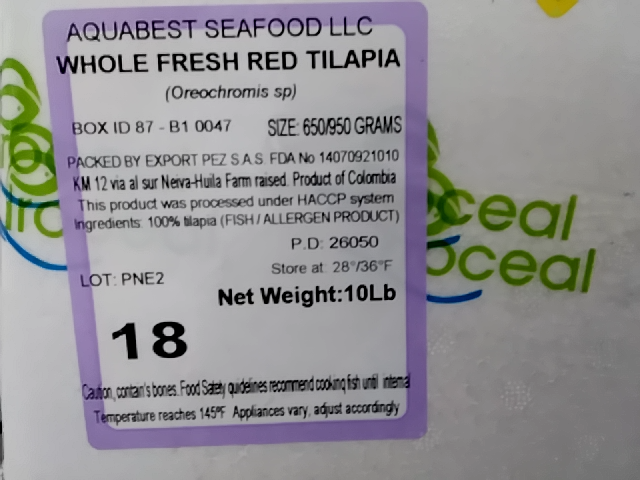 AQUABEST SEAFOOD LLC
WHOLE FRESH RED TILAPIA
(Oreochromis sp)
BOX ID 87 - B1 0047 SIZE: 650/950 GRAMS
PACKED BY EXPORT PEZ S.A.S. FDA No 14070921010
KM 12 via al sur Neiva-Huila Farm raised. Product of Colombia
This product was processed under HACCP system
Ingredients: 100% tilapia (FISH / ALLERGEN PRODUCT)
P.D: 26050
LOT: PNE2 Store at: 28°/36°F
Net Weight:10Lb
18
Caution, contain's bones. Food Safety guidelines recommend cooking fish until internal
Temperature reaches 145ºF Appliances vary, adjust accordingly
oceal
oceal